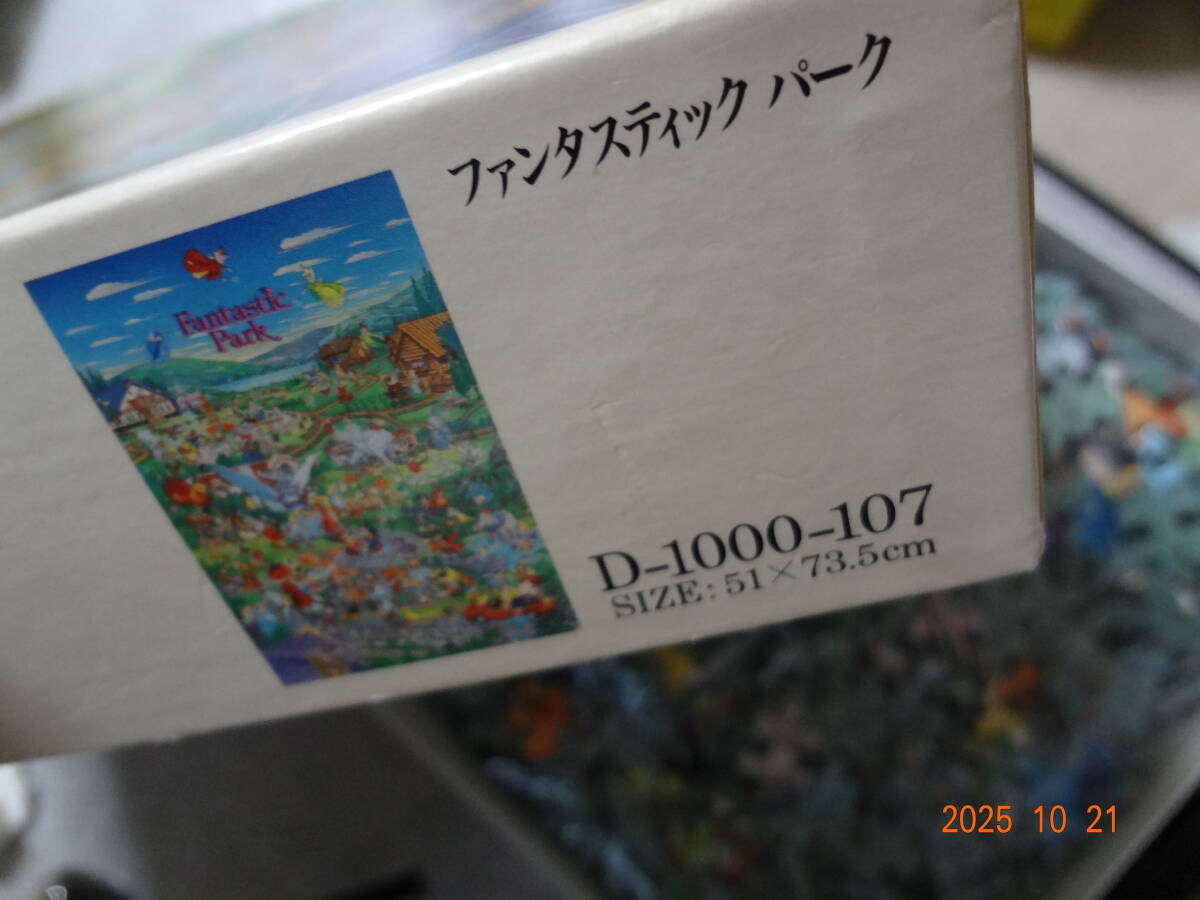 ファンタスティック パーク
Fantastic
Park
D-1000-107
SIZE: 51×73.5cm
2025 10 21